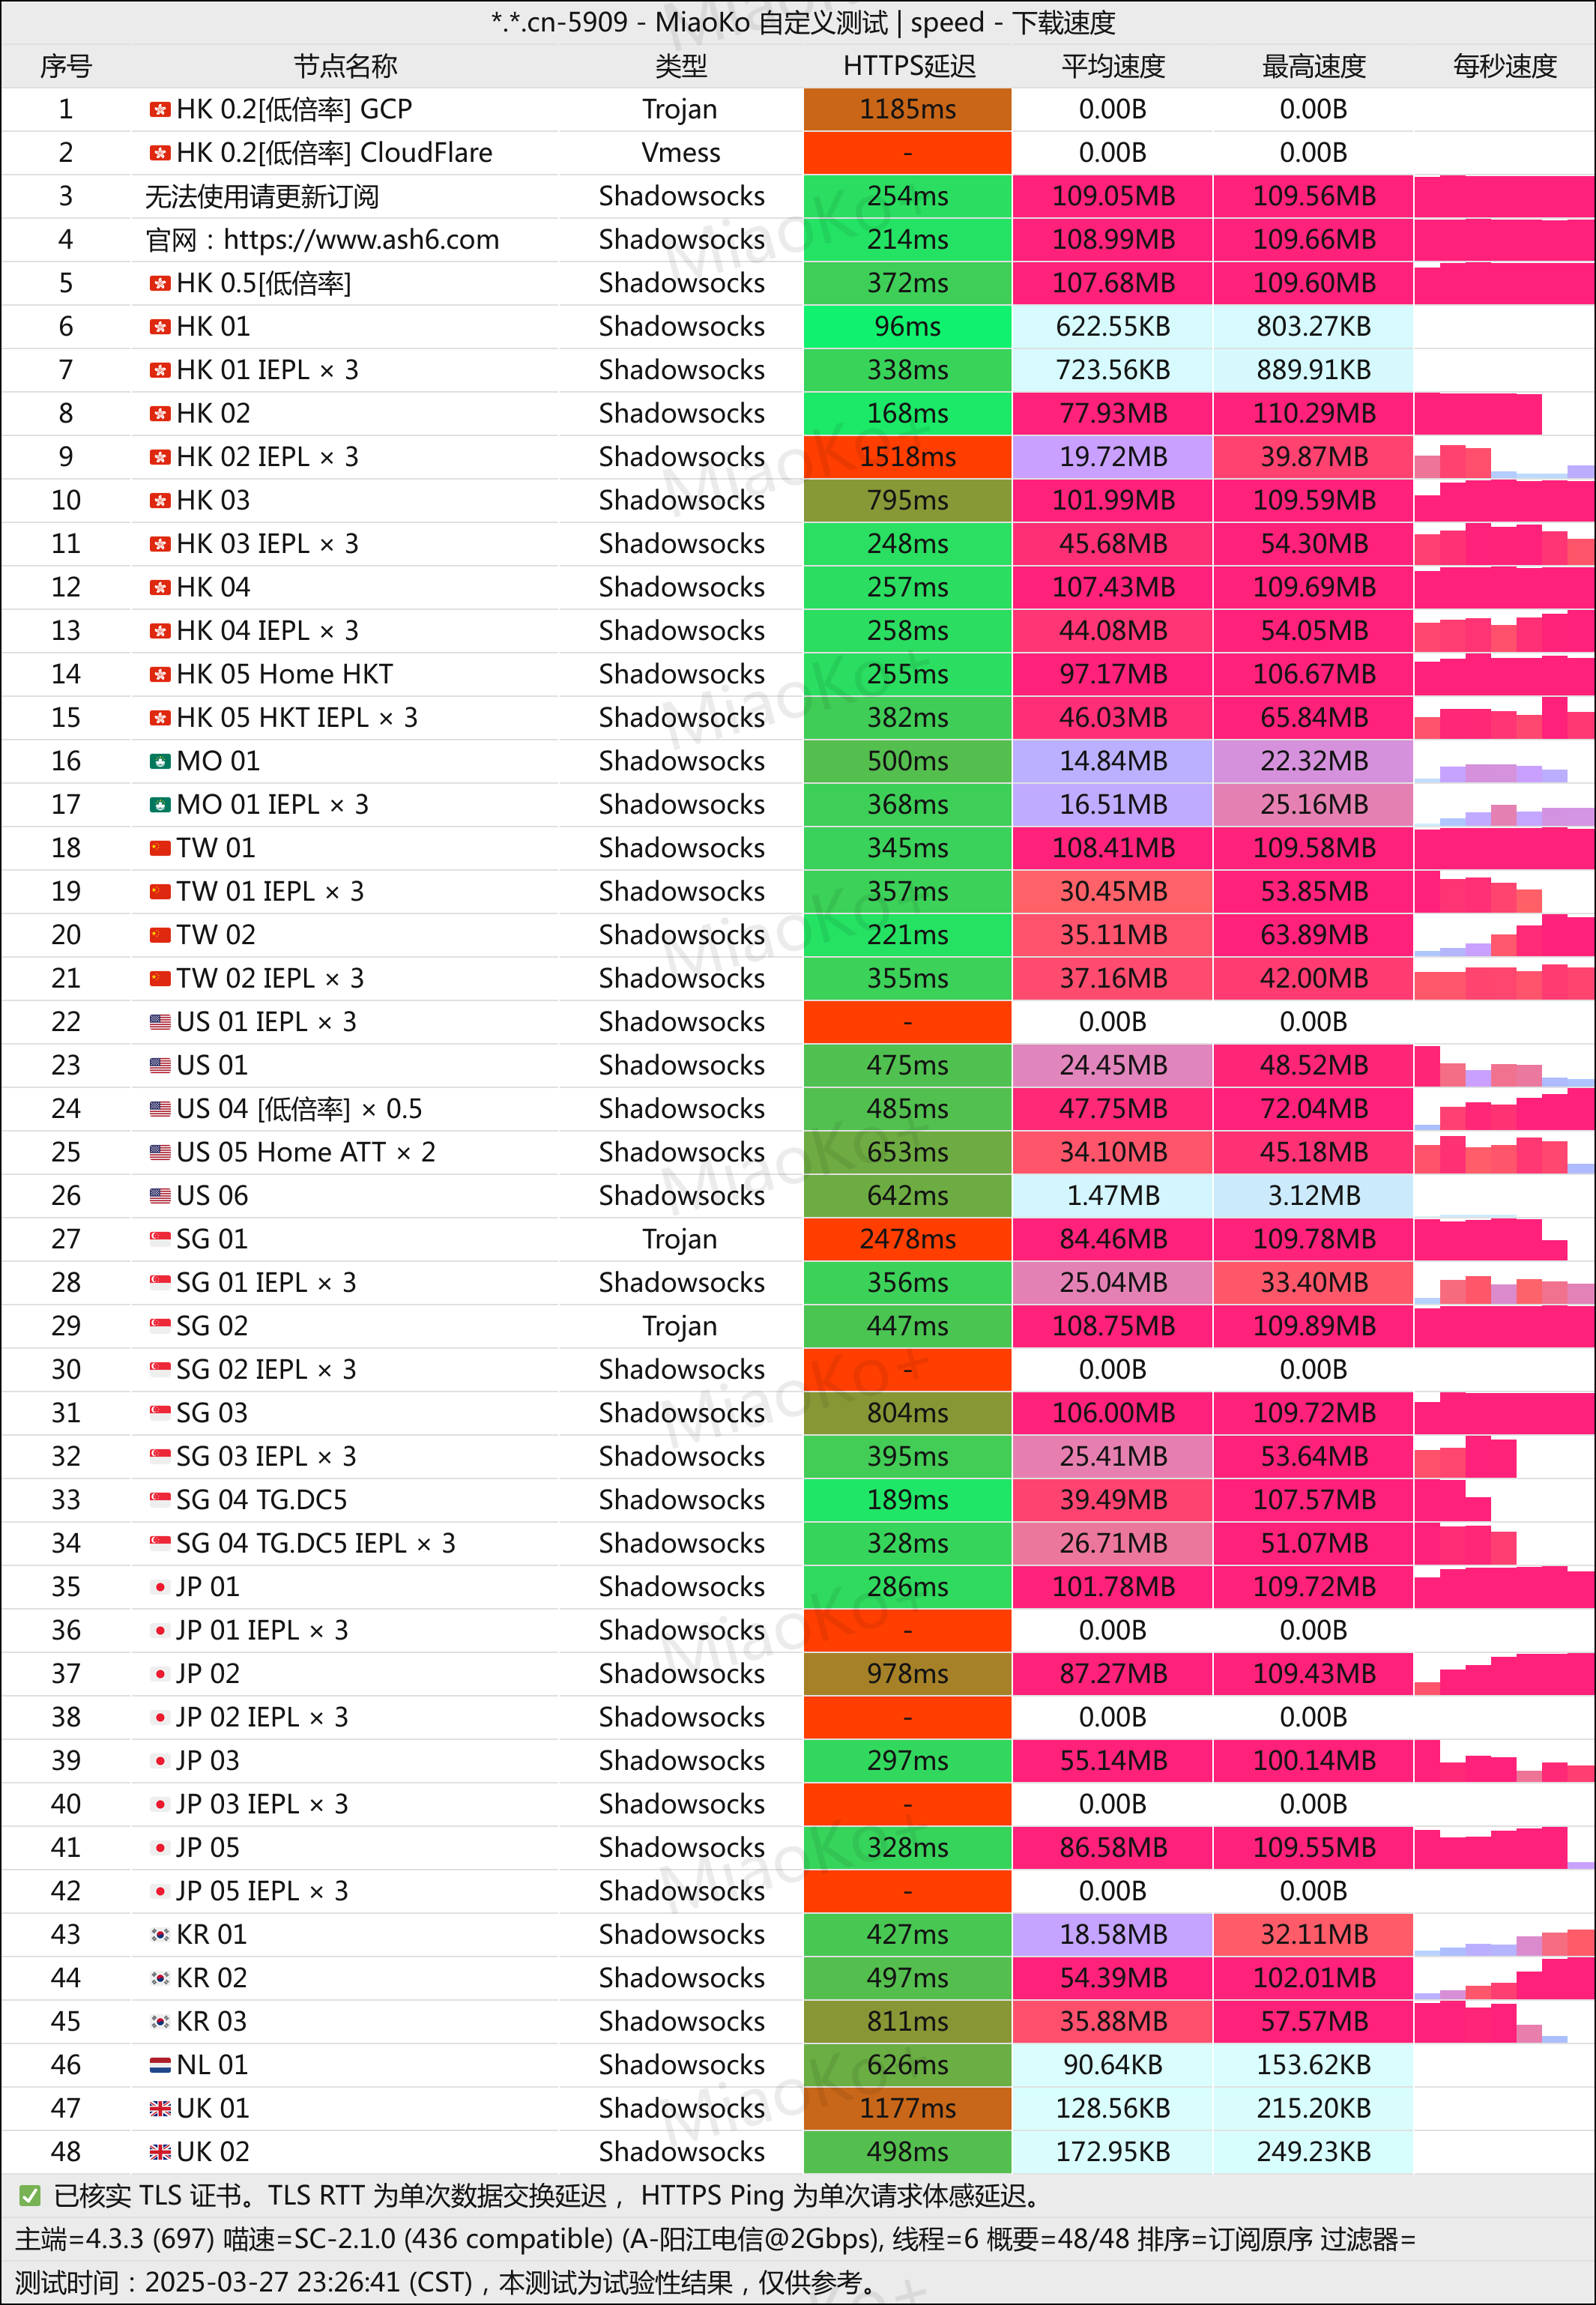 *.*.cn-5909 - MiaoKo 自定义测试 | speed - 下载速度
序号 节点名称 类型 HTTPS延迟 平均速度 最高速度 每秒速度
1 HK 0.2[低倍率] GCP Trojan 1185ms 0.00B 0.00B
2 HK 0.2[低倍率] CloudFlare Vmess - 0.00B 0.00B
3 无法使用请更新订阅 Shadowsocks 254ms 109.05MB 109.56MB
4 官网：https://www.ash6.com Shadowsocks 214ms 108.99MB 109.66MB
5 HK 0.5[低倍率] Shadowsocks 372ms 107.68MB 109.60MB
6 HK 01 Shadowsocks 96ms 622.55KB 803.27KB
7 HK 01 IEPL × 3 Shadowsocks 338ms 723.56KB 889.91KB
8 HK 02 Shadowsocks 168ms 77.93MB 110.29MB
9 HK 02 IEPL × 3 Shadowsocks 1518ms 19.72MB 39.87MB
10 HK 03 Shadowsocks 795ms 101.99MB 109.59MB
11 HK 03 IEPL × 3 Shadowsocks 248ms 45.68MB 54.30MB
12 HK 04 Shadowsocks 257ms 107.43MB 109.69MB
13 HK 04 IEPL × 3 Shadowsocks 258ms 44.08MB 54.05MB
14 HK 05 Home HKT Shadowsocks 255ms 97.17MB 106.67MB
15 HK 05 HKT IEPL × 3 Shadowsocks 382ms 46.03MB 65.84MB
16 MO 01 Shadowsocks 500ms 14.84MB 22.32MB
17 MO 01 IEPL × 3 Shadowsocks 368ms 16.51MB 25.16MB
18 TW 01 Shadowsocks 345ms 108.41MB 109.58MB
19 TW 01 IEPL × 3 Shadowsocks 357ms 30.45MB 53.85MB
20 TW 02 Shadowsocks 221ms 35.11MB 63.89MB
21 TW 02 IEPL × 3 Shadowsocks 355ms 37.16MB 42.00MB
22 US 01 IEPL × 3 Shadowsocks - 0.00B 0.00B
23 US 01 Shadowsocks 475ms 24.45MB 48.52MB
24 US 04 [低倍率] × 0.5 Shadowsocks 485ms 47.75MB 72.04MB
25 US 05 Home ATT × 2 Shadowsocks 653ms 34.10MB 45.18MB
26 US 06 Shadowsocks 642ms 1.47MB 3.12MB
27 SG 01 Trojan 2478ms 84.46MB 109.78MB
28 SG 01 IEPL × 3 Shadowsocks 356ms 25.04MB 33.40MB
29 SG 02 Trojan 447ms 108.75MB 109.89MB
30 SG 02 IEPL × 3 Shadowsocks - 0.00B 0.00B
31 SG 03 Shadowsocks 804ms 106.00MB 109.72MB
32 SG 03 IEPL × 3 Shadowsocks 395ms 25.41MB 53.64MB
33 SG 04 TG.DC5 Shadowsocks 189ms 39.49MB 107.57MB
34 SG 04 TG.DC5 IEPL × 3 Shadowsocks 328ms 26.71MB 51.07MB
35 JP 01 Shadowsocks 286ms 101.78MB 109.72MB
36 JP 01 IEPL × 3 Shadowsocks - 0.00B 0.00B
37 JP 02 Shadowsocks 978ms 87.27MB 109.43MB
38 JP 02 IEPL × 3 Shadowsocks - 0.00B 0.00B
39 JP 03 Shadowsocks 297ms 55.14MB 100.14MB
40 JP 03 IEPL × 3 Shadowsocks - 0.00B 0.00B
41 JP 05 Shadowsocks 328ms 86.58MB 109.55MB
42 JP 05 IEPL × 3 Shadowsocks - 0.00B 0.00B
43 KR 01 Shadowsocks 427ms 18.58MB 32.11MB
44 KR 02 Shadowsocks 497ms 54.39MB 102.01MB
45 KR 03 Shadowsocks 811ms 35.88MB 57.57MB
46 NL 01 Shadowsocks 626ms 90.64KB 153.62KB
47 UK 01 Shadowsocks 1177ms 128.56KB 215.20KB
48 UK 02 Shadowsocks 498ms 172.95KB 249.23KB
✅ 已核实 TLS 证书。TLS RTT 为单次数据交换延迟， HTTPS Ping 为单次请求体感延迟。
主端=4.3.3 (697) 喵速=SC-2.1.0 (436 compatible) (A-阳江电信@2Gbps), 线程=6 概要=48/48 排序=订阅原序 过滤器=
测试时间：2025-03-27 23:26:41 (CST)，本测试为试验性结果，仅供参考。